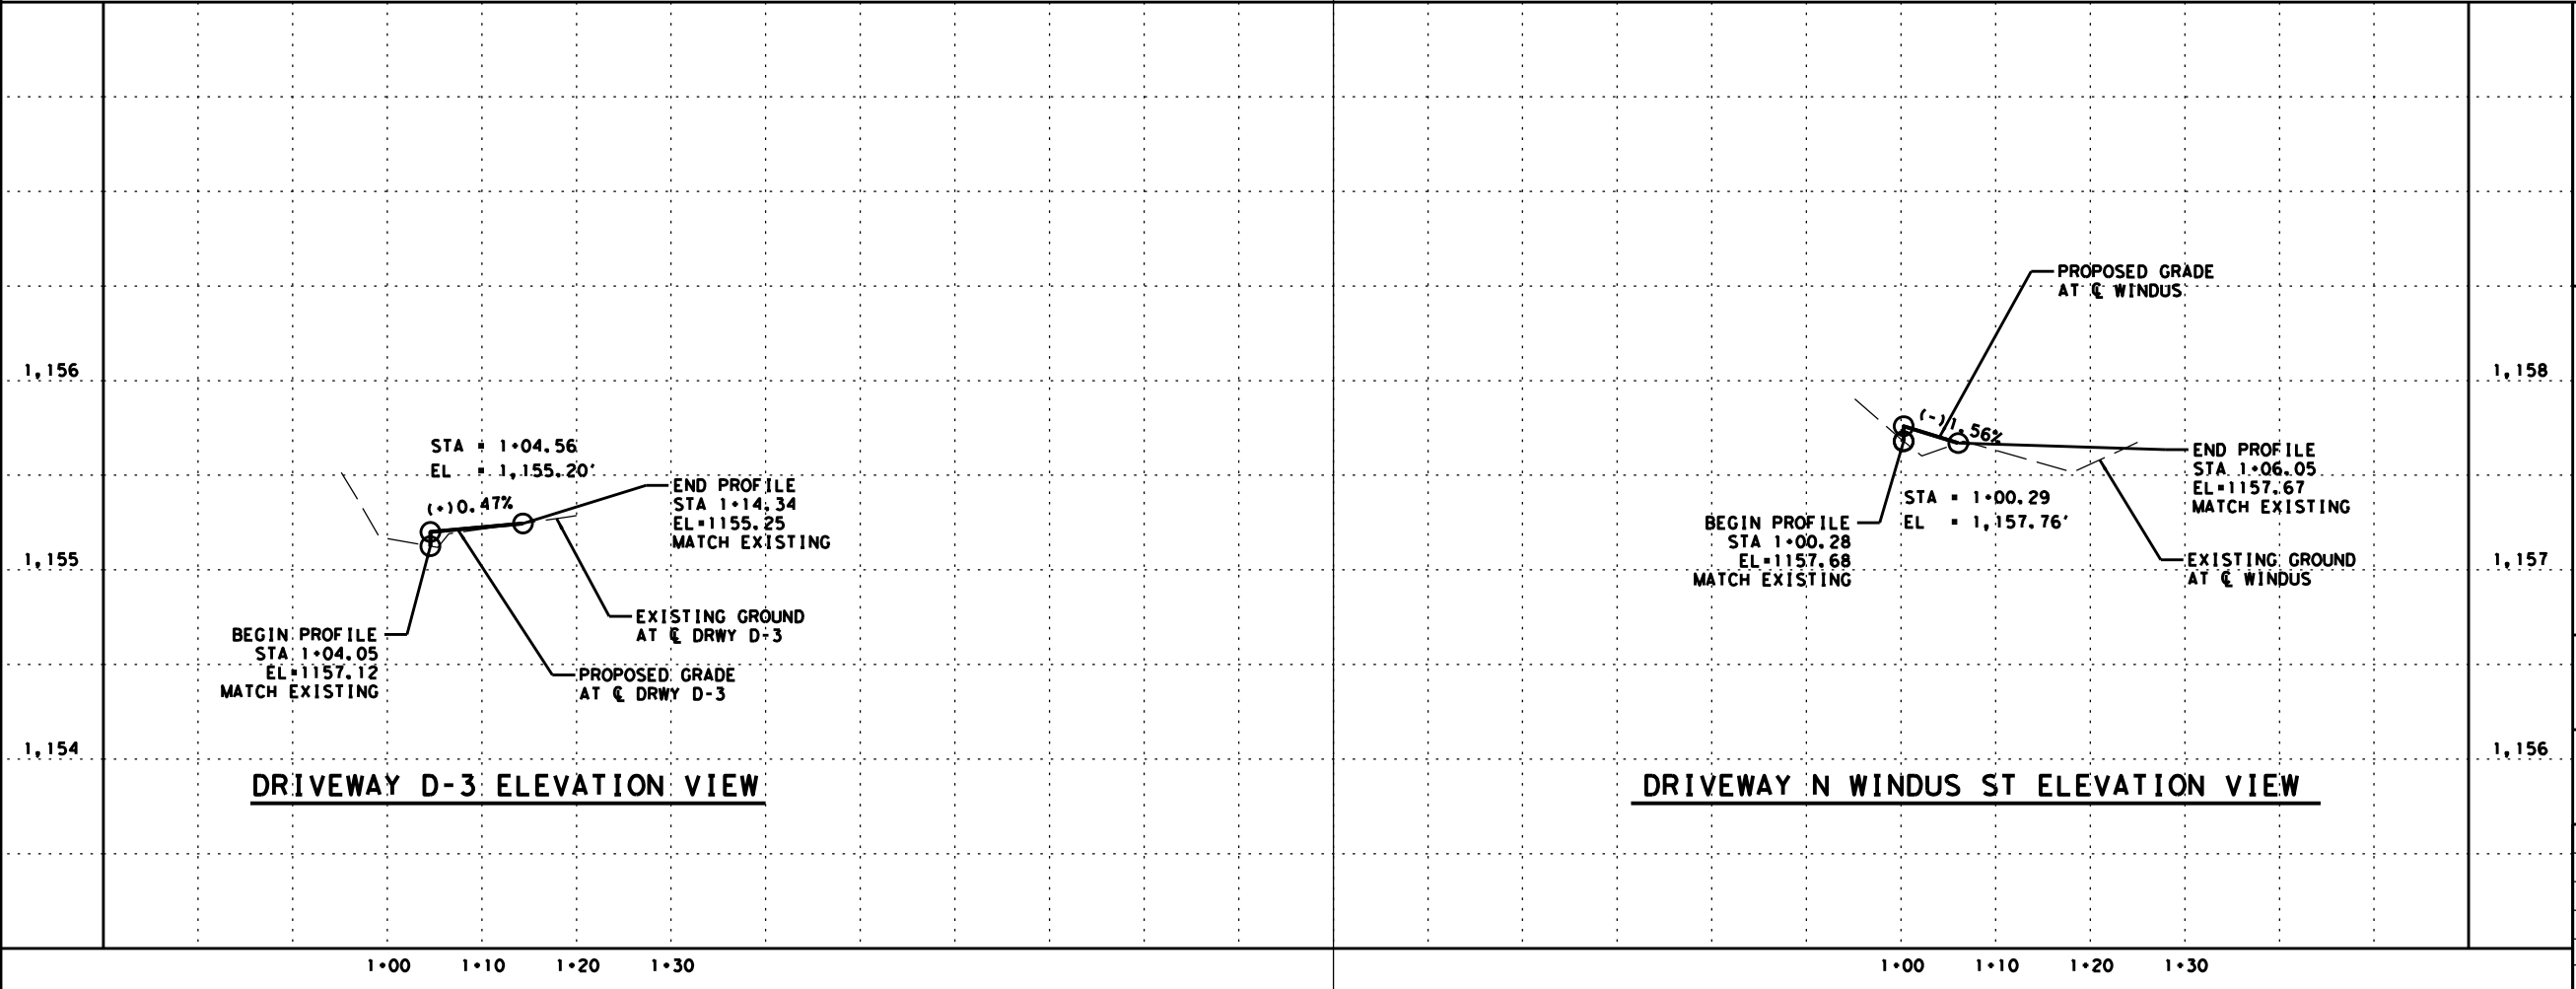 1,156
1,155
1,154
STA = 1+04.56
EL = 1,155.20'
(+)0.47%
END PROFILE
STA 1+14.34
EL=1155.25
MATCH EXISTING
EXISTING GROUND
AT ℄ DRWY D-3
BEGIN PROFILE
STA 1+04.05
EL=1157.12
MATCH EXISTING
PROPOSED GRADE
AT ℄ DRWY D-3
DRIVEWAY D-3 ELEVATION VIEW
1+00 1+10 1+20 1+30
PROPOSED GRADE
AT ℄ WINDUS
(-)1.56%
END PROFILE
STA 1+06.05
EL=1157.67
MATCH EXISTING
STA = 1+00.29
EL = 1,157.76'
BEGIN PROFILE
STA 1+00.28
EL=1157.68
MATCH EXISTING
EXISTING GROUND
AT ℄ WINDUS
DRIVEWAY N WINDUS ST ELEVATION VIEW
1+00 1+10 1+20 1+30
1,158
1,157
1,156